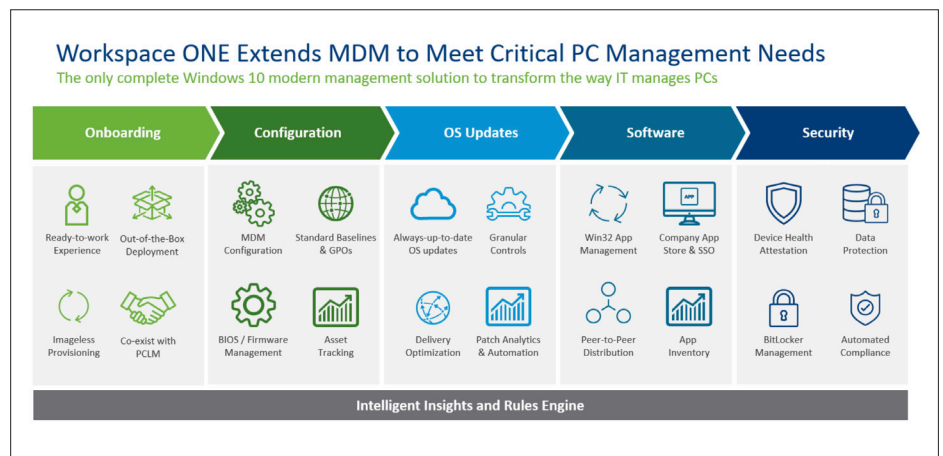 Workspace ONE Extends MDM to Meet Critical PC Management Needs
The only complete Windows 10 modern management solution to transform the way IT manages PCs
Onboarding
Configuration
OS Updates
Software
Security
Ready-to-work
Experience
Out-of-the-Box
Deployment
MDM
Configuration
Standard Baselines
& GPOs
Always-up-to-date
OS updates
Granular
Controls
Win32 App
Management
APP
Company App
Store & SSO
Device Health
Attestation
Data
Protection
Imageless
Provisioning
Co-exist with
PCLM
BIOS / Firmware
Management
Asset
Tracking
Delivery
Optimization
Patch Analytics
& Automation
Peer-to-Peer
Distribution
App
Inventory
BitLocker
Management
Automated
Compliance
Intelligent Insights and Rules Engine